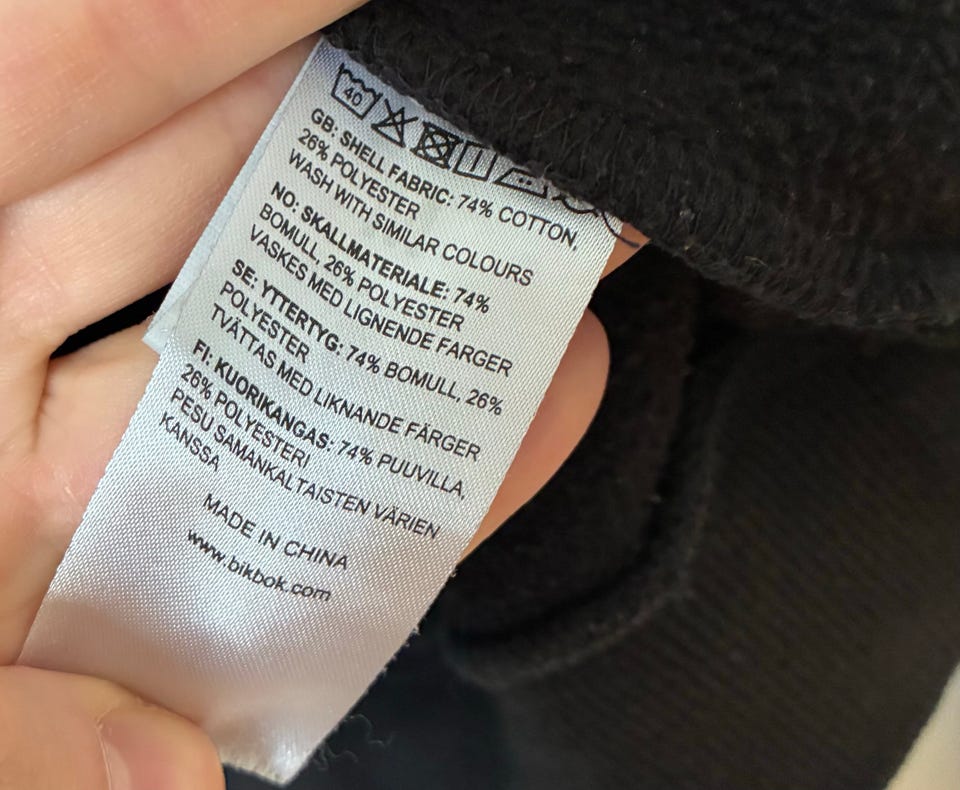 40
GB: SHELL FABRIC: 74% COTTON,
26% POLYESTER
WASH WITH SIMILAR COLOURS
NO: SKALLMATERIALE: 74%
BOMULL, 26% POLYESTER
VASKES MED LIGNENDE FARGER
SE: YTTERTYG: 74% BOMULL, 26%
POLYESTER
TVÄTTAS MED LIKNANDE FÄRGER
FI: KUORIKANGAS: 74% PUUVILLA,
26% POLYESTERI
PESU SAMANKALTAISTEN VÄRIEN
KANSSA
MADE IN CHINA
www.bikbok.com